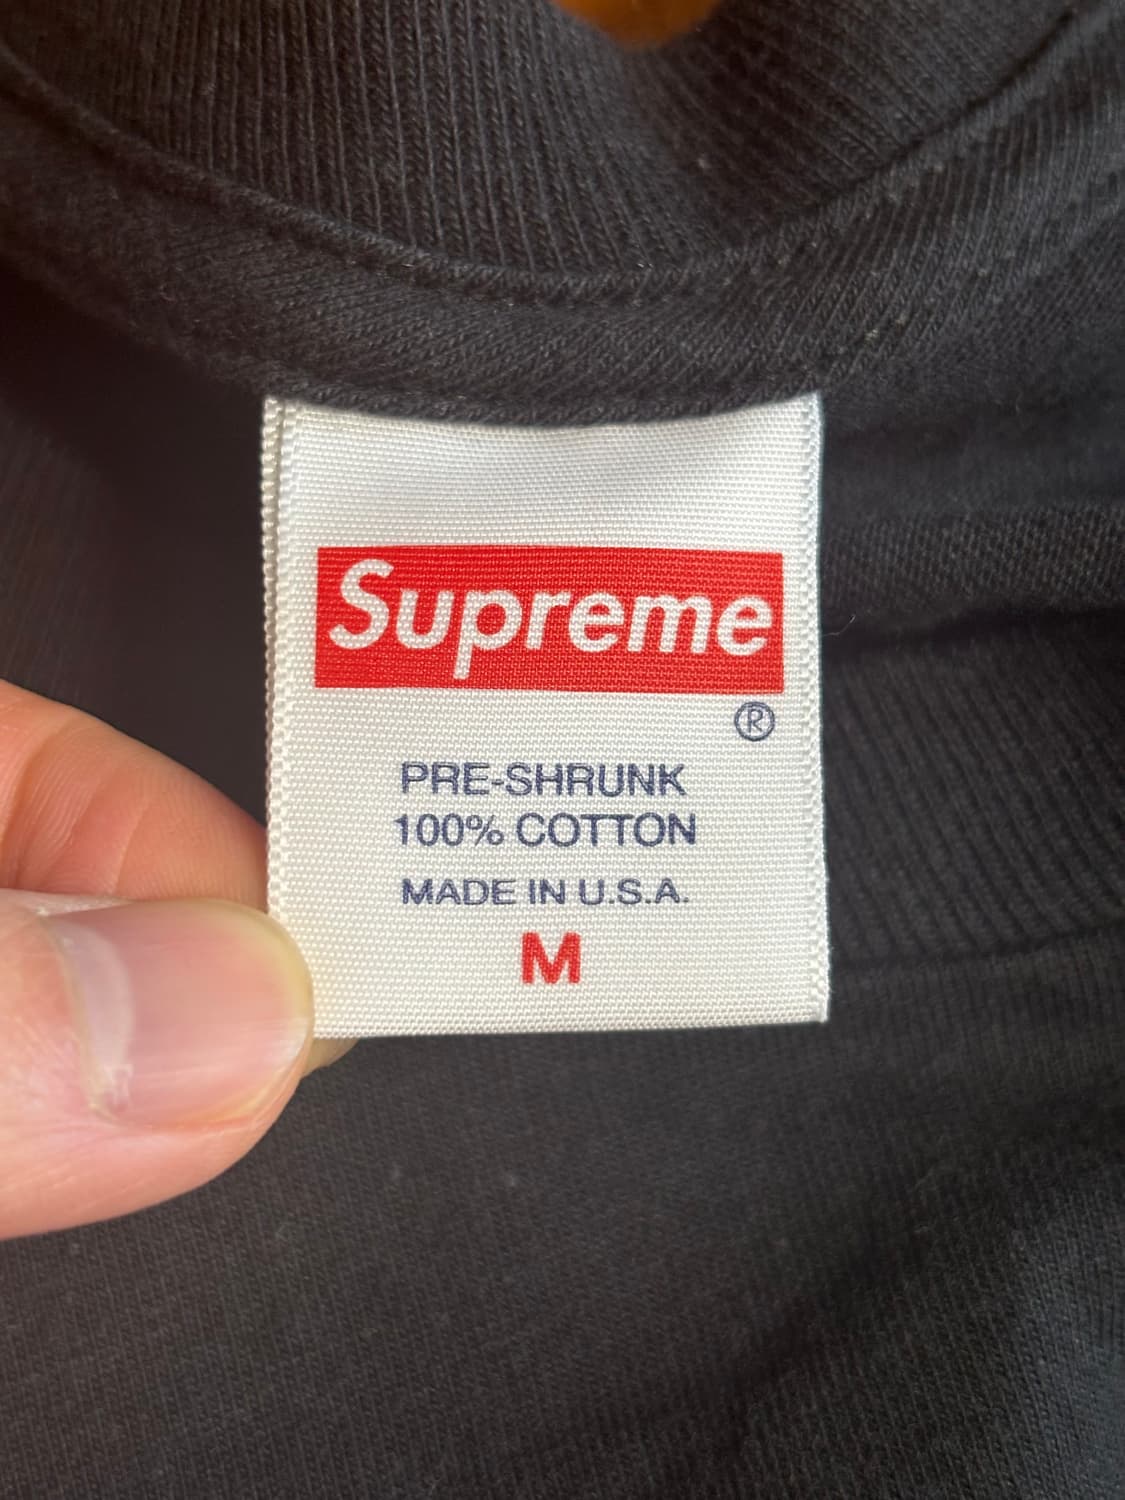 Supreme
®
PRE-SHRUNK
100% COTTON
MADE IN U.S.A.
M